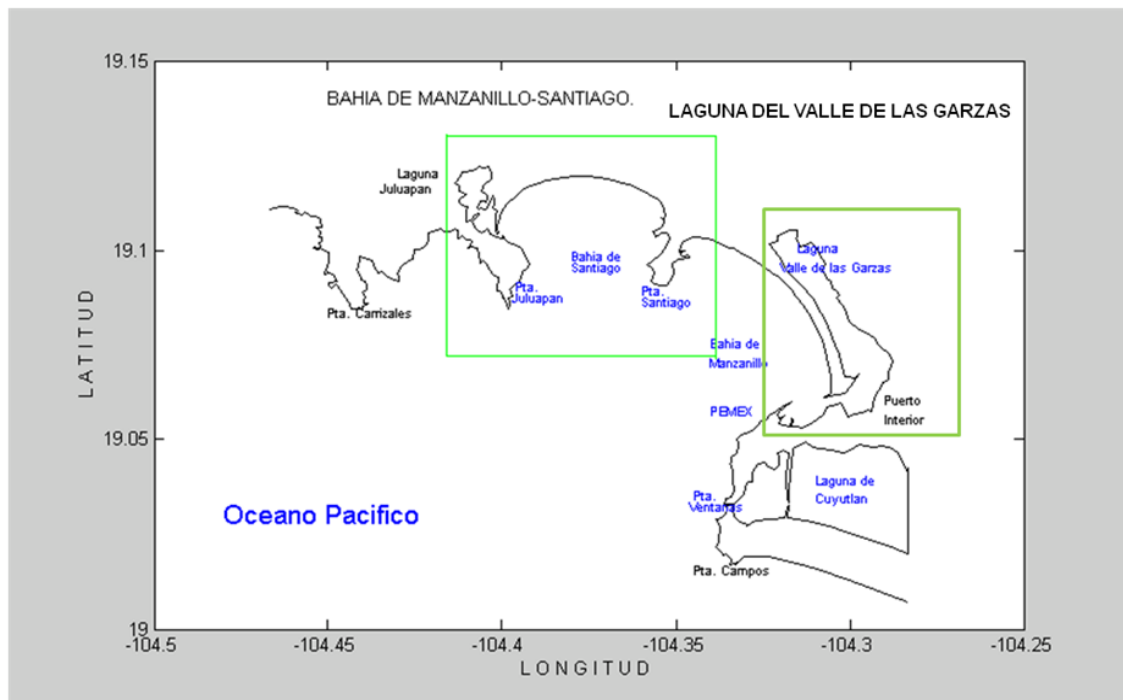 19.15
BAHIA DE MANZANILLO-SANTIAGO.
LAGUNA DEL VALLE DE LAS GARZAS
Laguna
Juluapan
19.1
Bahia de
Santiago
Laguna
Valle de las Garzas
Pta.
Juluapan
Pta.
Santiago
Pta. Carrizales
Bahia de
Manzanillo
LATITUD
PEMEX
Puerto
Interior
19.05
Laguna de
Cuyutlan
Pta.
Ventanas
Oceano Pacifico
Pta. Campos
19
-104.5
-104.45
-104.4
-104.35
-104.3
-104.25
LONGITUD